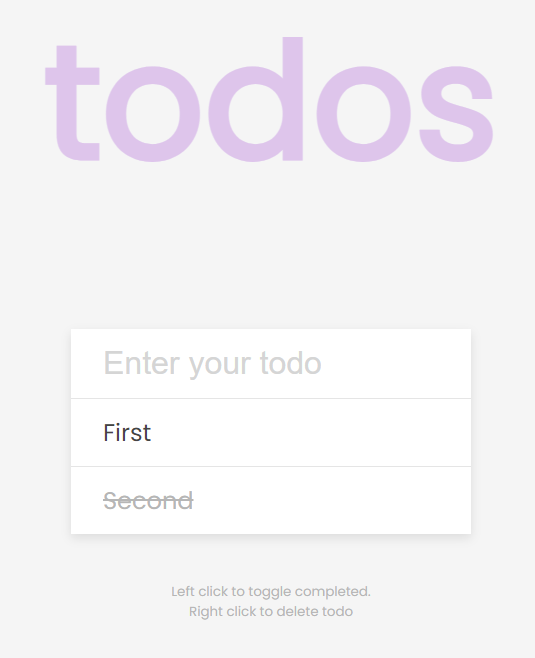 todos
Enter your todo
First
Second
Left click to toggle completed.
Right click to delete todo